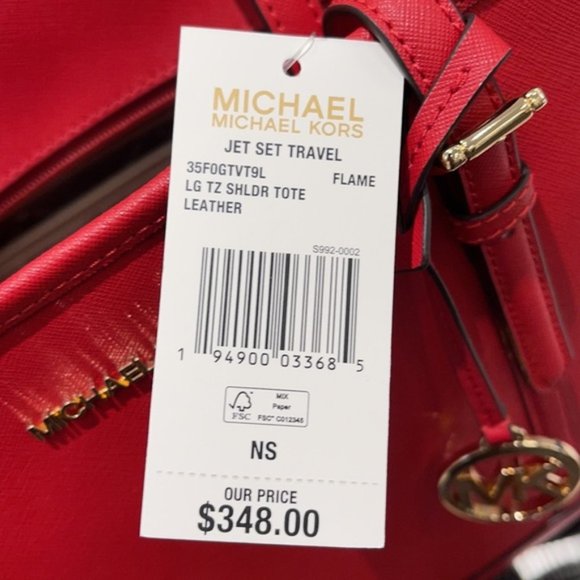 MICHAEL
MICHAEL KORS
JET SET TRAVEL
35F0GTVT9L FLAME
LG TZ SHLDR TOTE
LEATHER
S992-0002
1 94900 03368 5
FSC
MIX
Paper
FSC® C012345
NS
OUR PRICE
$348.00
MICHAEL
MK